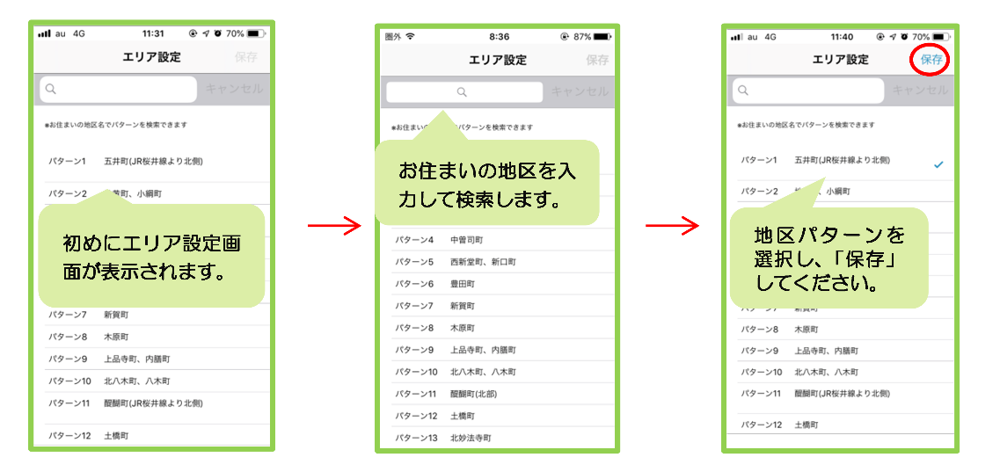 au 4G 11:31 70%
エリア設定 保存
キャンセル
※お住まいの地区名でパターンを検索できます
パターン1 五井町(JR桜井線より北側)
パターン2 町、小綱町
初めにエリア設定画
面が表示されます。
パターン7 新賀町
パターン8 木原町
パターン9 上品寺町、内膳町
パターン10 北八木町、八木町
パターン11 醍醐町(JR桜井線より北側)
パターン12 土橋町
圏外 8:36 87%
エリア設定 保存
キャンセル
※お住まい パターンを検索できます
お住まいの地区を入
力して検索します。
パターン4 中曽司町
パターン5 西新堂町、新口町
パターン6 豊田町
パターン7 新賀町
パターン8 木原町
パターン9 上品寺町、内膳町
パターン10 北八木町、八木町
パターン11 醍醐町(北部)
パターン12 土橋町
パターン13 北妙法寺町
au 4G 11:40 70%
エリア設定 保存
キャンセル
※お住まいの地区名でパターンを検索できます
パターン1 五井町(JR桜井線より北側)
パターン2 、小綱町
地区パターンを
選択し、「保存」
してください。
パターン8 木原町
パターン9 上品寺町、内膳町
パターン10 北八木町、八木町
パターン11 醍醐町(JR桜井線より北側)
パターン12 土橋町